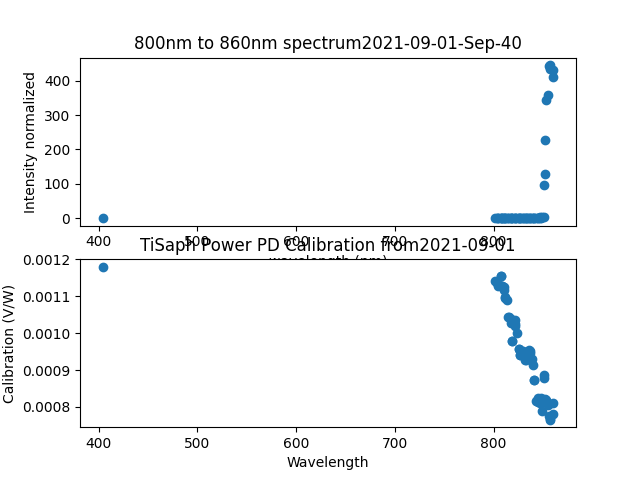 800nm to 860nm spectrum2021-09-01-Sep-40
Intensity normalized
400
300
200
100
0
400 500 600 700 800
wavelength (nm)
TiSaph Power PD Calibration from2021-09-01
Calibration (V/W)
0.0012
0.0011
0.0010
0.0009
0.0008
400 500 600 700 800
Wavelength